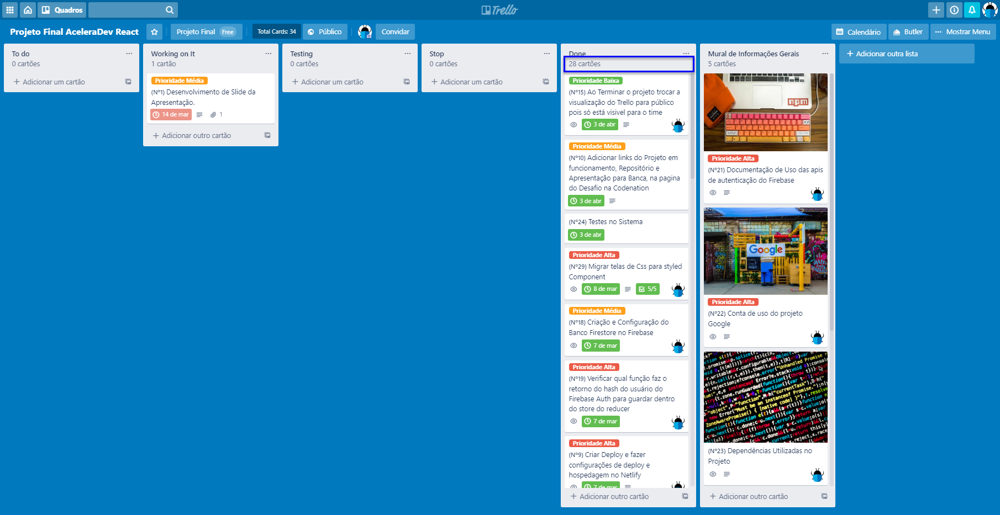 Quadros
Trello
Projeto Final AceleraDev React
Projeto Final Free
Total Cards: 34
Público
Convidar
Calendário
Butler
Mostrar Menu
To do
0 cartões
Adicionar um cartão
Working on It
1 cartão
Prioridade Média
(Nº1) Desenvolvimento de Slide da
Apresentação.
14 de mar
1
Adicionar outro cartão
Testing
0 cartões
Adicionar um cartão
Stop
0 cartões
Adicionar um cartão
Done
28 cartões
Prioridade Baixa
(Nº15) Ao Terminar o projeto trocar a
visualização do Trello para público
pois só está visivel para o time
3 de abr
Prioridade Média
(Nº10) Adicionar links do Projeto em
funcionamento, Repositório e
Apresentação para Banca, na pagina
do Desafio na Codenation
3 de abr
(Nº24) Testes no Sistema
3 de abr
Prioridade Alta
(Nº29) Migrar telas de Css para styled
Component
8 de mar
5/5
Prioridade Média
(Nº18) Criação e Configuração do
Banco Firestore no Firebase
7 de mar
Prioridade Alta
(Nº19) Verificar qual função faz o
retorno do hash do usuário do
Firebase Auth para guardar dentro
do store do reducer
7 de mar
Prioridade Alta
(Nº9) Criar Deploy e fazer
configurações de deploy e
hospedagem no Netlify
7 de mar
Adicionar outro cartão
Mural de Informações Gerais
5 cartões
npm
Prioridade Alta
(Nº21) Documentação de Uso das apis
de autenticação do Firebase
Google
Prioridade Alta
(Nº22) Conta de uso do projeto
Google
(Nº23) Dependências Utilizadas no
Projeto
Adicionar outro cartão
Adicionar outra lista